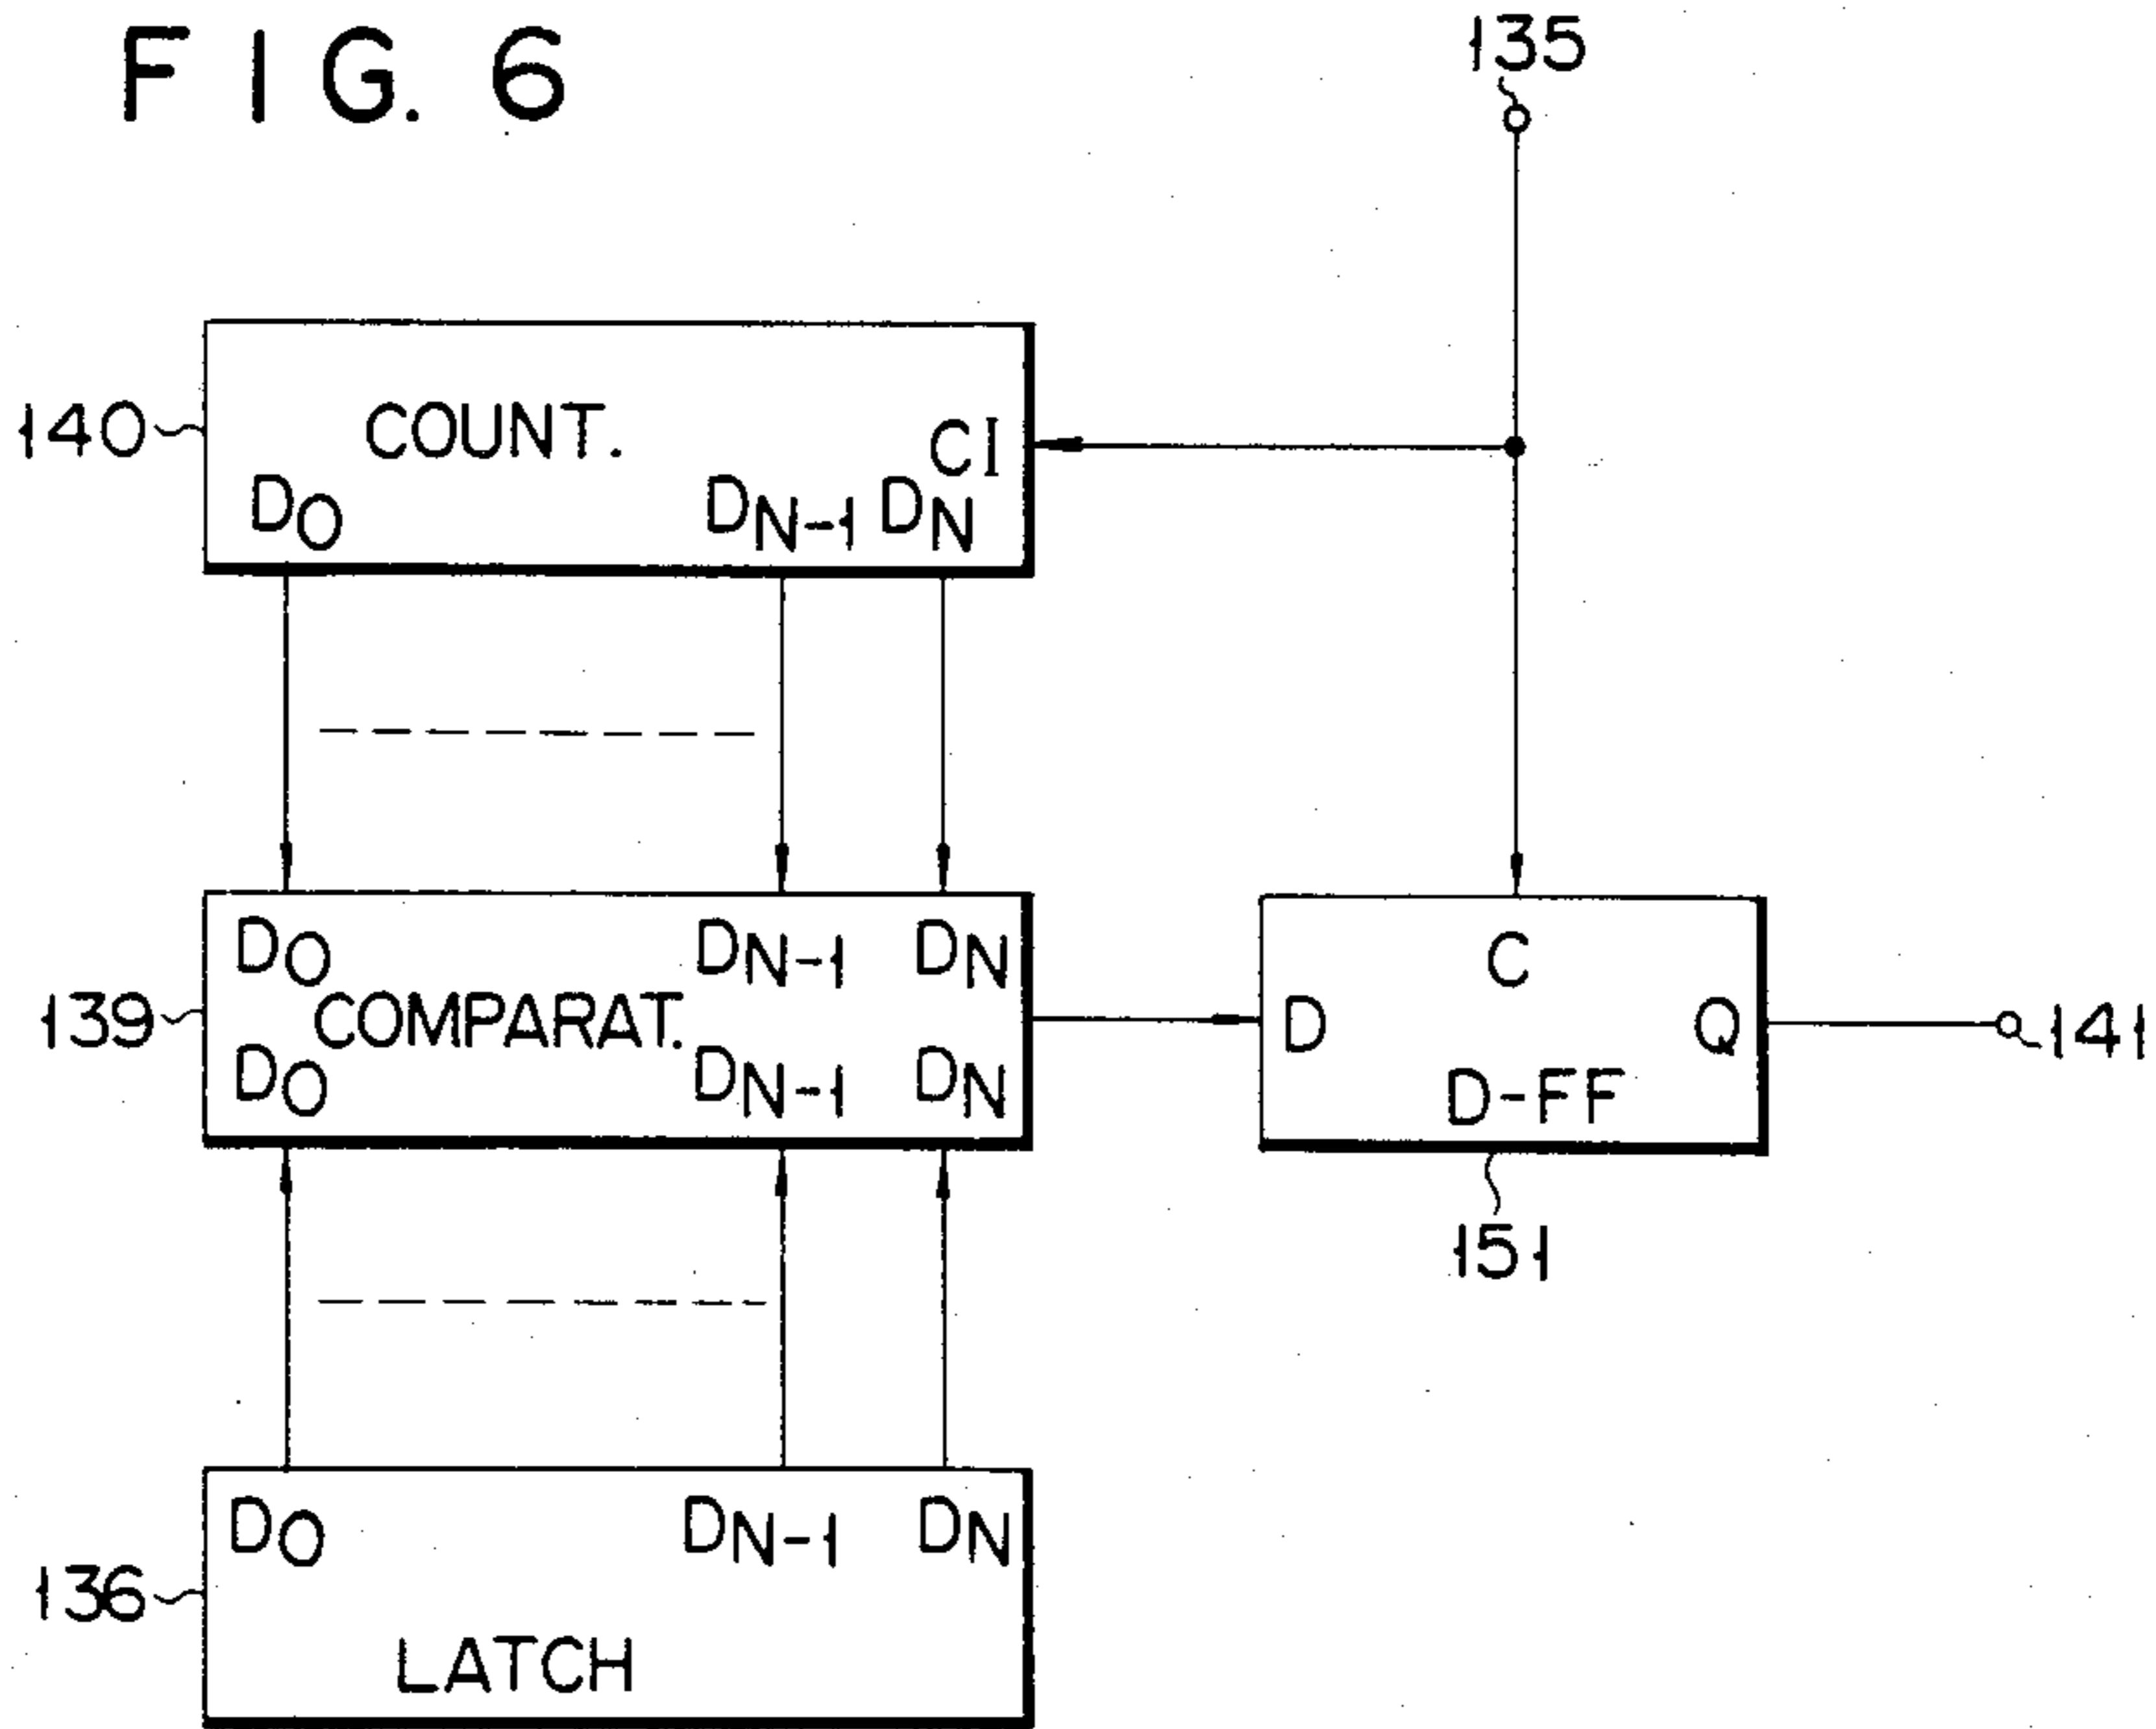 FIG. 6
135
140
COUNT.
CI
D0 DN-1 DN
D0 DN-1 DN
139
COMPARAT.
D0 DN-1 DN
C
D Q
D-FF
141
151
D0 DN-1 DN
136
LATCH